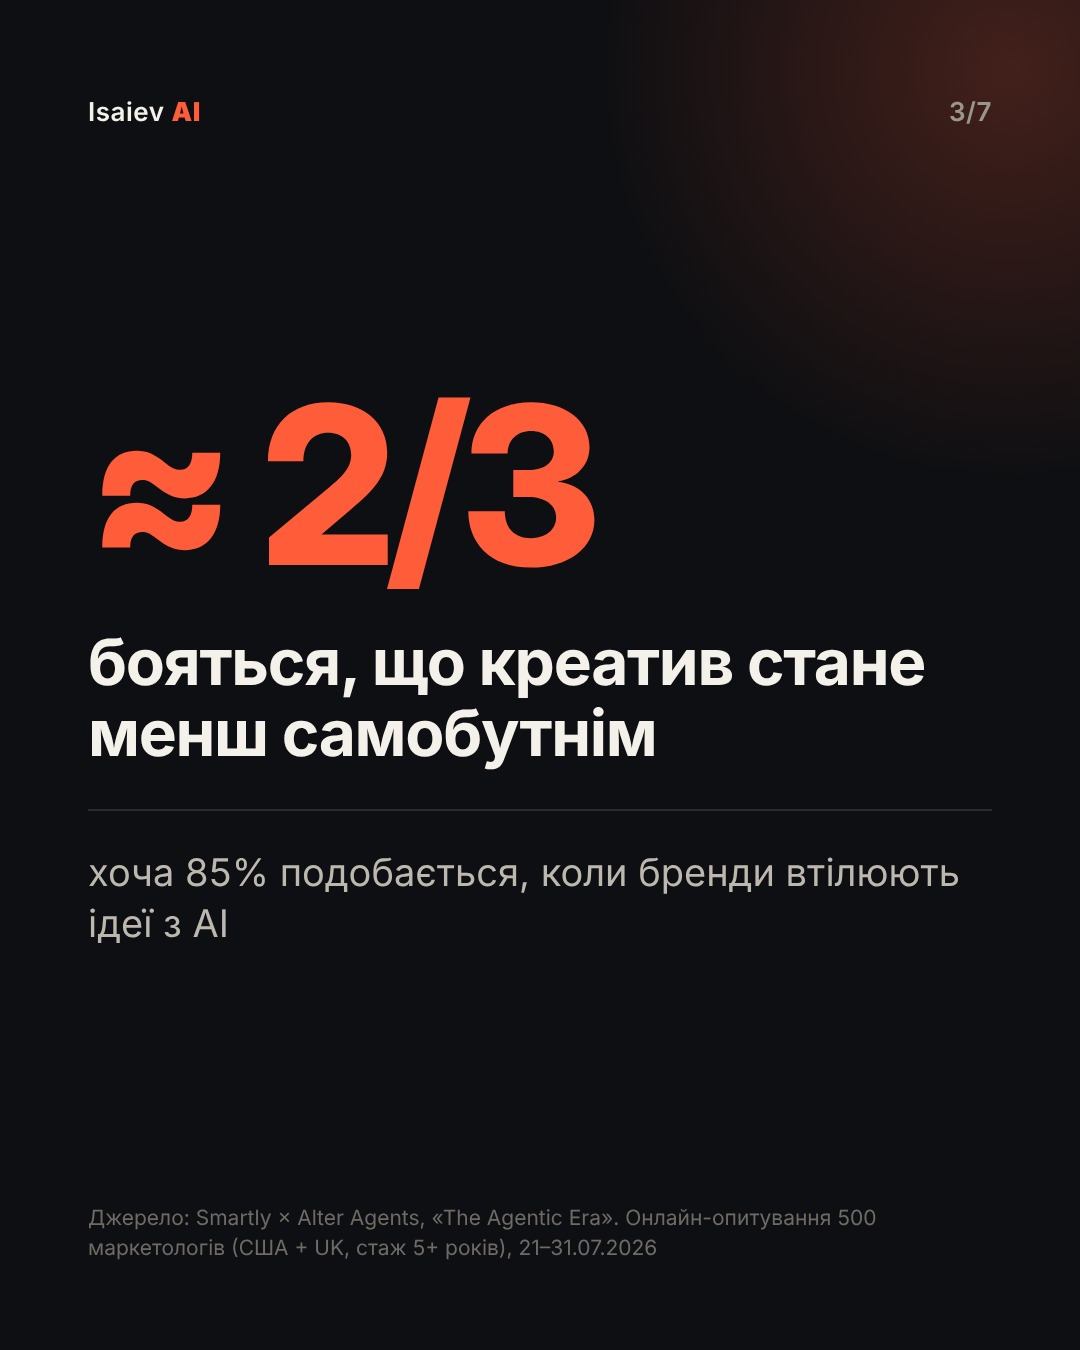 Isaiev AI
3/7
≈ 2/3
бояться, що креатив стане
менш самобутнім
хоча 85% подобається, коли бренди втілюють
ідеї з AI
Джерело: Smartly × Alter Agents, «The Agentic Era». Онлайн-опитування 500
маркетологів (США + UK, стаж 5+ років), 21–31.07.2026